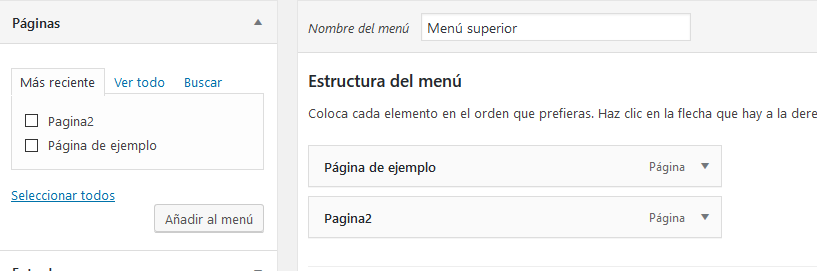 Páginas
Más reciente Ver todo Buscar
Pagina2
Página de ejemplo
Seleccionar todos
Añadir al menú
Nombre del menú Menú superior
Estructura del menú
Coloca cada elemento en el orden que prefieras. Haz clic en la flecha que hay a la dere
Página de ejemplo Página
Pagina2 Página